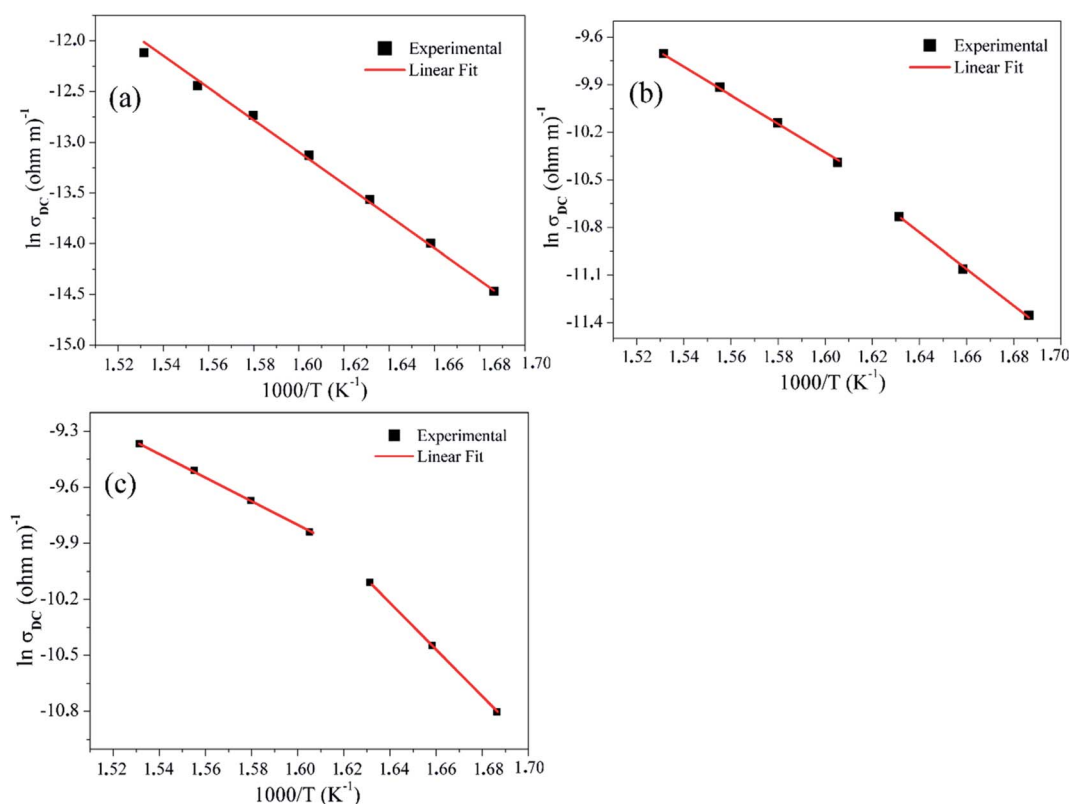 -12.0
-12.5
-13.0
-13.5
-14.0
-14.5
-15.0
ln σDC (ohm m)-1
(a)
Experimental
Linear Fit
1.52 1.54 1.56 1.58 1.60 1.62 1.64 1.66 1.68 1.70
1000/T (K-1)
-9.6
-9.9
-10.2
-10.5
-10.8
-11.1
-11.4
ln σDC (ohm m)-1
(b)
Experimental
Linear Fit
1.52 1.54 1.56 1.58 1.60 1.62 1.64 1.66 1.68 1.70
1000/T (K-1)
-9.3
-9.6
-9.9
-10.2
-10.5
-10.8
ln σDC (ohm m)-1
(c)
Experimental
Linear Fit
1.52 1.54 1.56 1.58 1.60 1.62 1.64 1.66 1.68 1.70
1000/T (K-1)